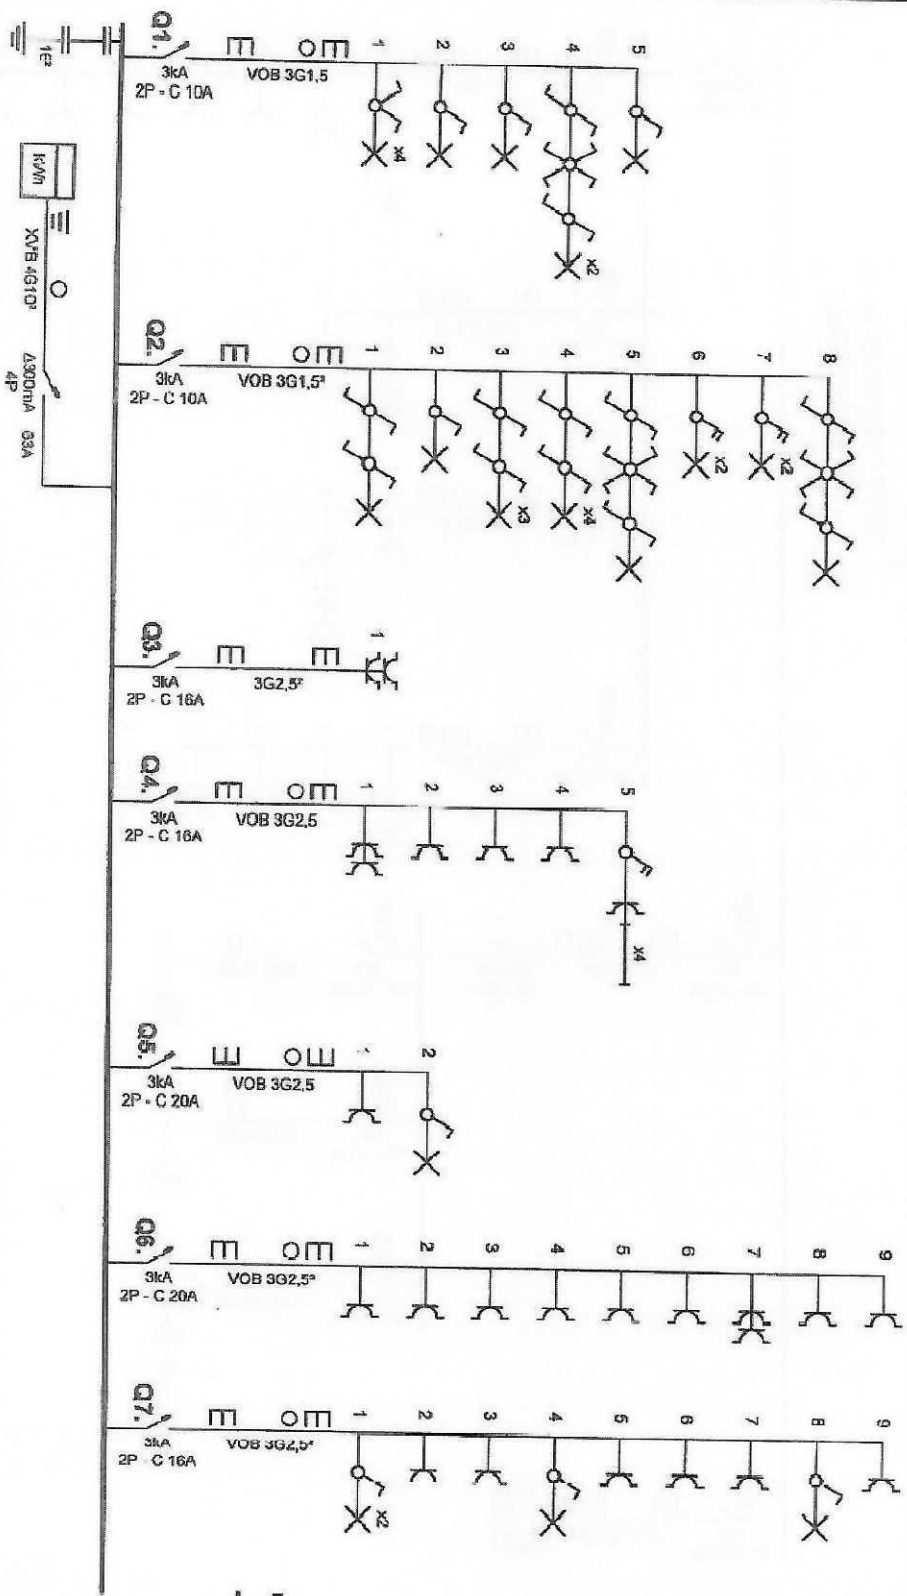 Q1.
3kA
2P - C 10A
VOB 3G1,5
1 2 3 4 5
x4
x2
1E²
kWh
XVB 4G10²
Δ300mA 63A
4P
Q2.
3kA
2P - C 10A
VOB 3G1,5²
1 2 3 4 5 6 7 8
x3 x4 x2 x2
Q3.
3kA
2P - C 16A
3G2,5²
1
Q4.
3kA
2P - C 16A
VOB 3G2,5
1 2 3 4 5
x4
Q5.
3kA
2P - C 20A
VOB 3G2,5
1 2
Q6.
3kA
2P - C 20A
VOB 3G2,5²
1 2 3 4 5 6 7 8 9
Q7.
3kA
2P - C 16A
VOB 3G2,5²
1 2 3 4 5 6 7 8 9
x2